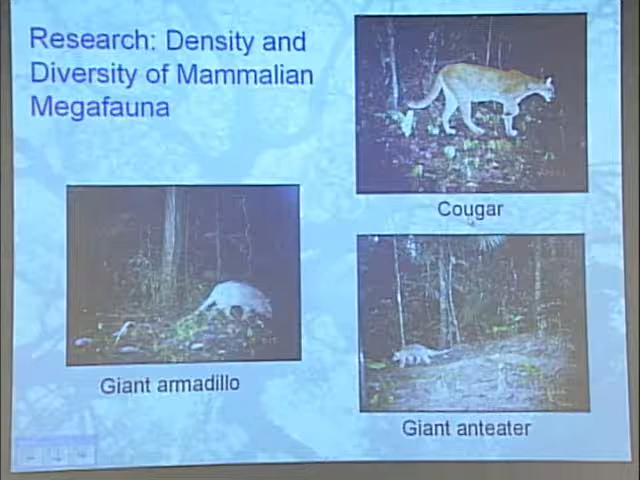 Research: Density and
Diversity of Mammalian
Megafauna
Cougar
Giant armadillo
Giant anteater